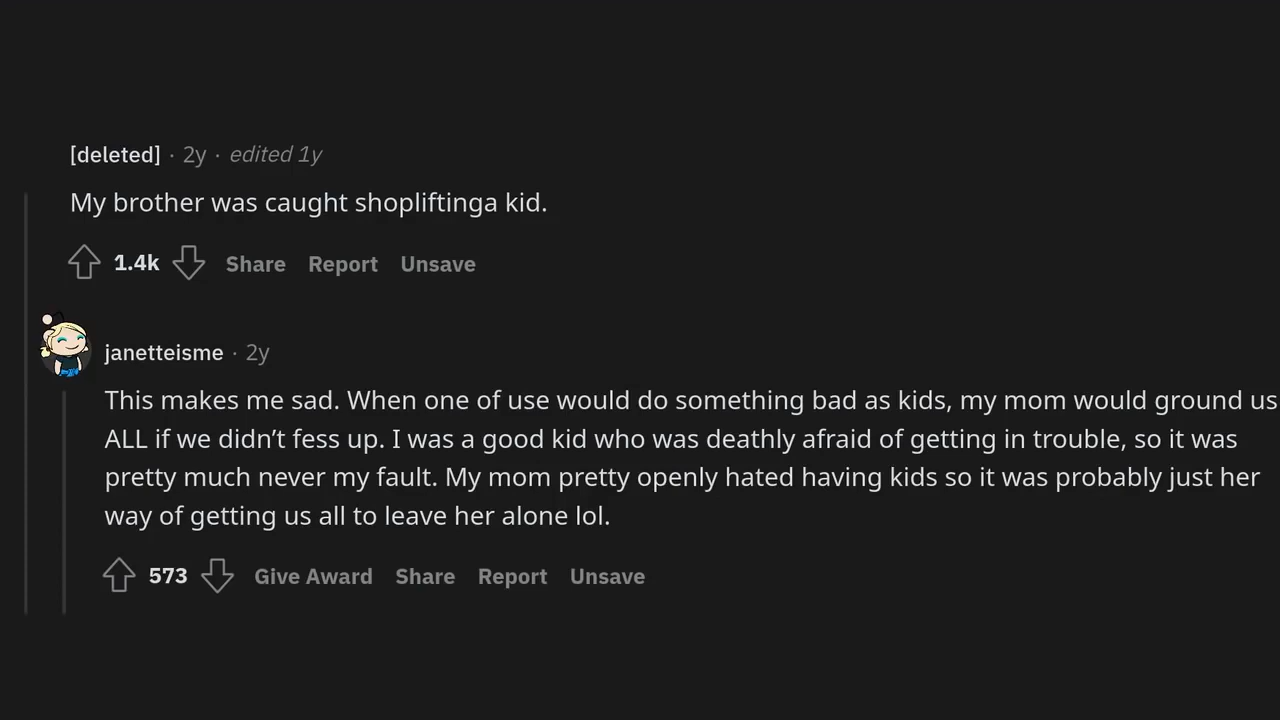 [deleted] · 2y · edited 1y
My brother was caught shopliftinga kid.
1.4k Share Report Unsave
janetteisme · 2y
This makes me sad. When one of use would do something bad as kids, my mom would ground us
ALL if we didn’t fess up. I was a good kid who was deathly afraid of getting in trouble, so it was
pretty much never my fault. My mom pretty openly hated having kids so it was probably just her
way of getting us all to leave her alone lol.
573 Give Award Share Report Unsave